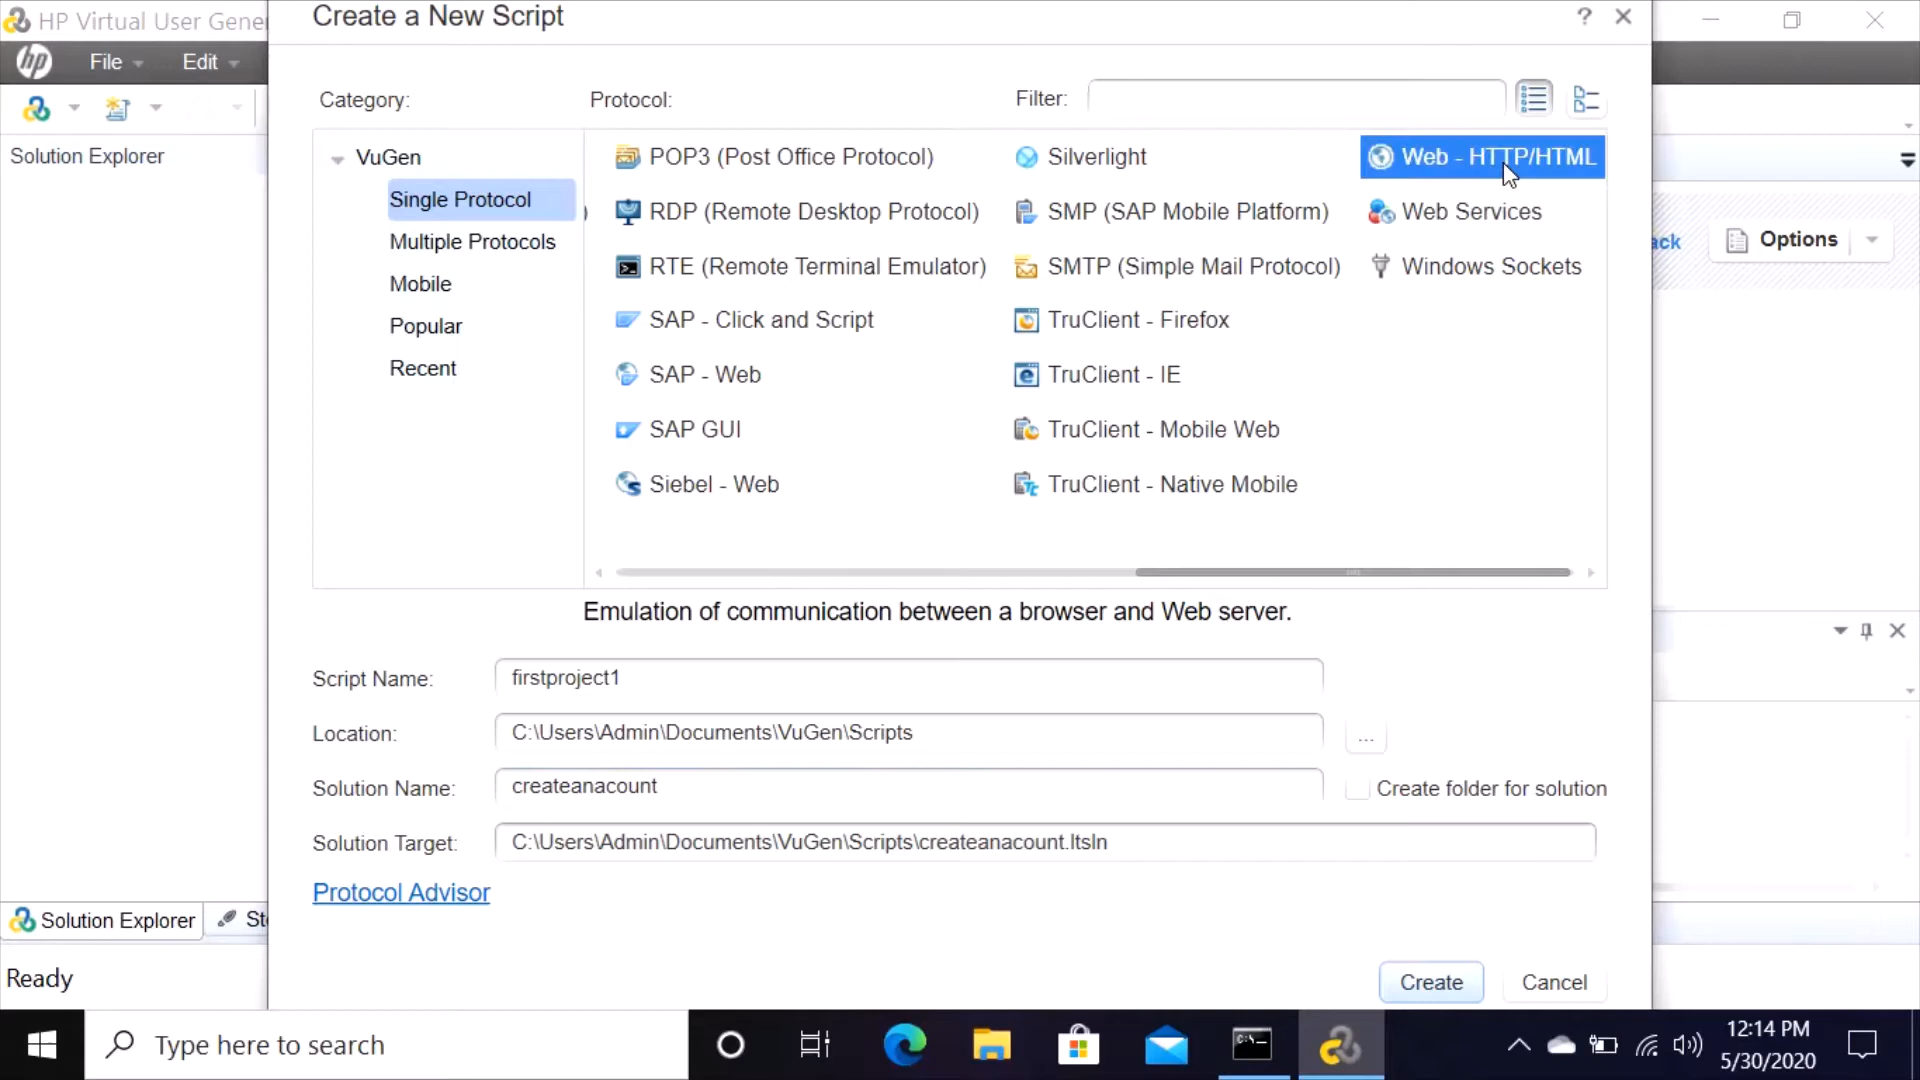 HP Virtual User Gener
Create a New Script
?
hp
File
Edit
Category:
Protocol:
Filter:
Solution Explorer
VuGen
Single Protocol
Multiple Protocols
Mobile
Popular
Recent
POP3 (Post Office Protocol)
RDP (Remote Desktop Protocol)
RTE (Remote Terminal Emulator)
SAP - Click and Script
SAP - Web
SAP GUI
Siebel - Web
Silverlight
SMP (SAP Mobile Platform)
SMTP (Simple Mail Protocol)
TruClient - Firefox
TruClient - IE
TruClient - Mobile Web
TruClient - Native Mobile
Web - HTTP/HTML
Web Services
Windows Sockets
ack
Options
Emulation of communication between a browser and Web server.
Script Name:
firstproject1
Location:
C:\Users\Admin\Documents\VuGen\Scripts
...
Solution Name:
createanacount
Create folder for solution
Solution Target:
C:\Users\Admin\Documents\VuGen\Scripts\createanacount.ltsln
Protocol Advisor
Solution Explorer
Ste
Ready
Create
Cancel
Type here to search
12:14 PM
5/30/2020